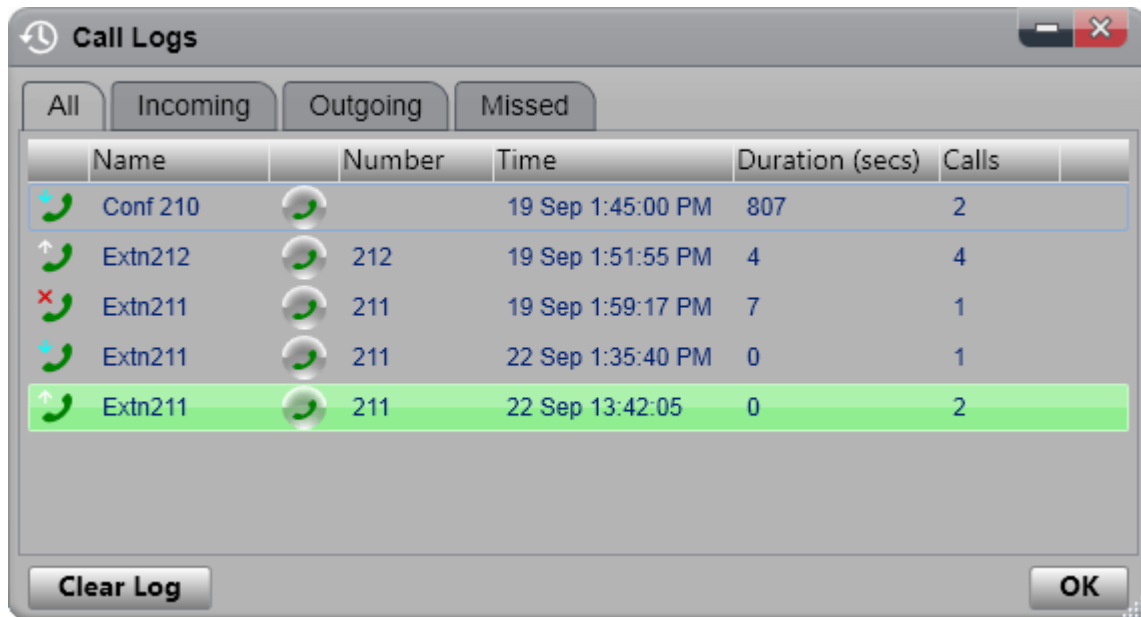 Call Logs
All Incoming Outgoing Missed
Name Number Time Duration (secs) Calls
Conf 210 19 Sep 1:45:00 PM 807 2
Extn212 212 19 Sep 1:51:55 PM 4 4
Extn211 211 19 Sep 1:59:17 PM 7 1
Extn211 211 22 Sep 1:35:40 PM 0 1
Extn211 211 22 Sep 13:42:05 0 2
Clear Log OK